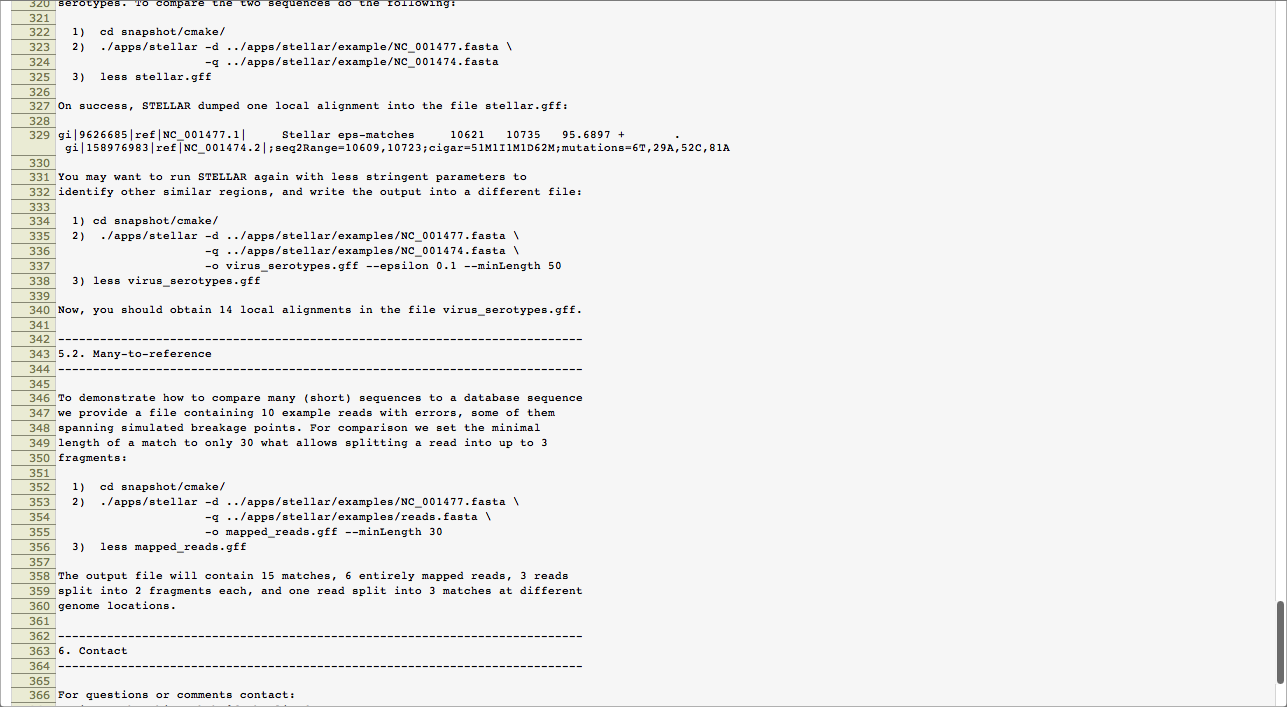 320 serotypes. To compare the two sequences do the following:
321
322 1) cd snapshot/cmake/
323 2) ./apps/stellar -d ../apps/stellar/example/NC_001477.fasta \
324 -q ../apps/stellar/example/NC_001474.fasta
325 3) less stellar.gff
326
327 On success, STELLAR dumped one local alignment into the file stellar.gff:
328
329 gi|9626685|ref|NC_001477.1| Stellar eps-matches 10621 10735 95.6897 + .
gi|158976983|ref|NC_001474.2|;seq2Range=10609,10723;cigar=51M1I1M1D62M;mutations=6T,29A,52C,81A
330
331 You may want to run STELLAR again with less stringent parameters to
332 identify other similar regions, and write the output into a different file:
333
334 1) cd snapshot/cmake/
335 2) ./apps/stellar -d ../apps/stellar/examples/NC_001477.fasta \
336 -q ../apps/stellar/examples/NC_001474.fasta \
337 -o virus_serotypes.gff --epsilon 0.1 --minLength 50
338 3) less virus_serotypes.gff
339
340 Now, you should obtain 14 local alignments in the file virus_serotypes.gff.
341
342 ---------------------------------------------------------------------------
343 5.2. Many-to-reference
344 ---------------------------------------------------------------------------
345
346 To demonstrate how to compare many (short) sequences to a database sequence
347 we provide a file containing 10 example reads with errors, some of them
348 spanning simulated breakage points. For comparison we set the minimal
349 length of a match to only 30 what allows splitting a read into up to 3
350 fragments:
351
352 1) cd snapshot/cmake/
353 2) ./apps/stellar -d ../apps/stellar/examples/NC_001477.fasta \
354 -q ../apps/stellar/examples/reads.fasta \
355 -o mapped_reads.gff --minLength 30
356 3) less mapped_reads.gff
357
358 The output file will contain 15 matches, 6 entirely mapped reads, 3 reads
359 split into 2 fragments each, and one read split into 3 matches at different
360 genome locations.
361
362 ---------------------------------------------------------------------------
363 6. Contact
364 ---------------------------------------------------------------------------
365
366 For questions or comments contact: